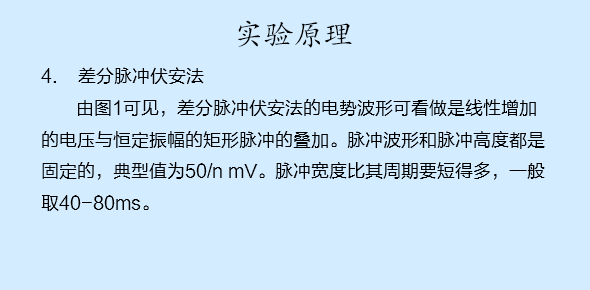 实验原理
4. 差分脉冲伏安法
由图1可见，差分脉冲伏安法的电势波形可看做是线性增加
的电压与恒定振幅的矩形脉冲的叠加。脉冲波形和脉冲高度都是
固定的，典型值为50/n mV。脉冲宽度比其周期要短得多，一般
取40-80ms。